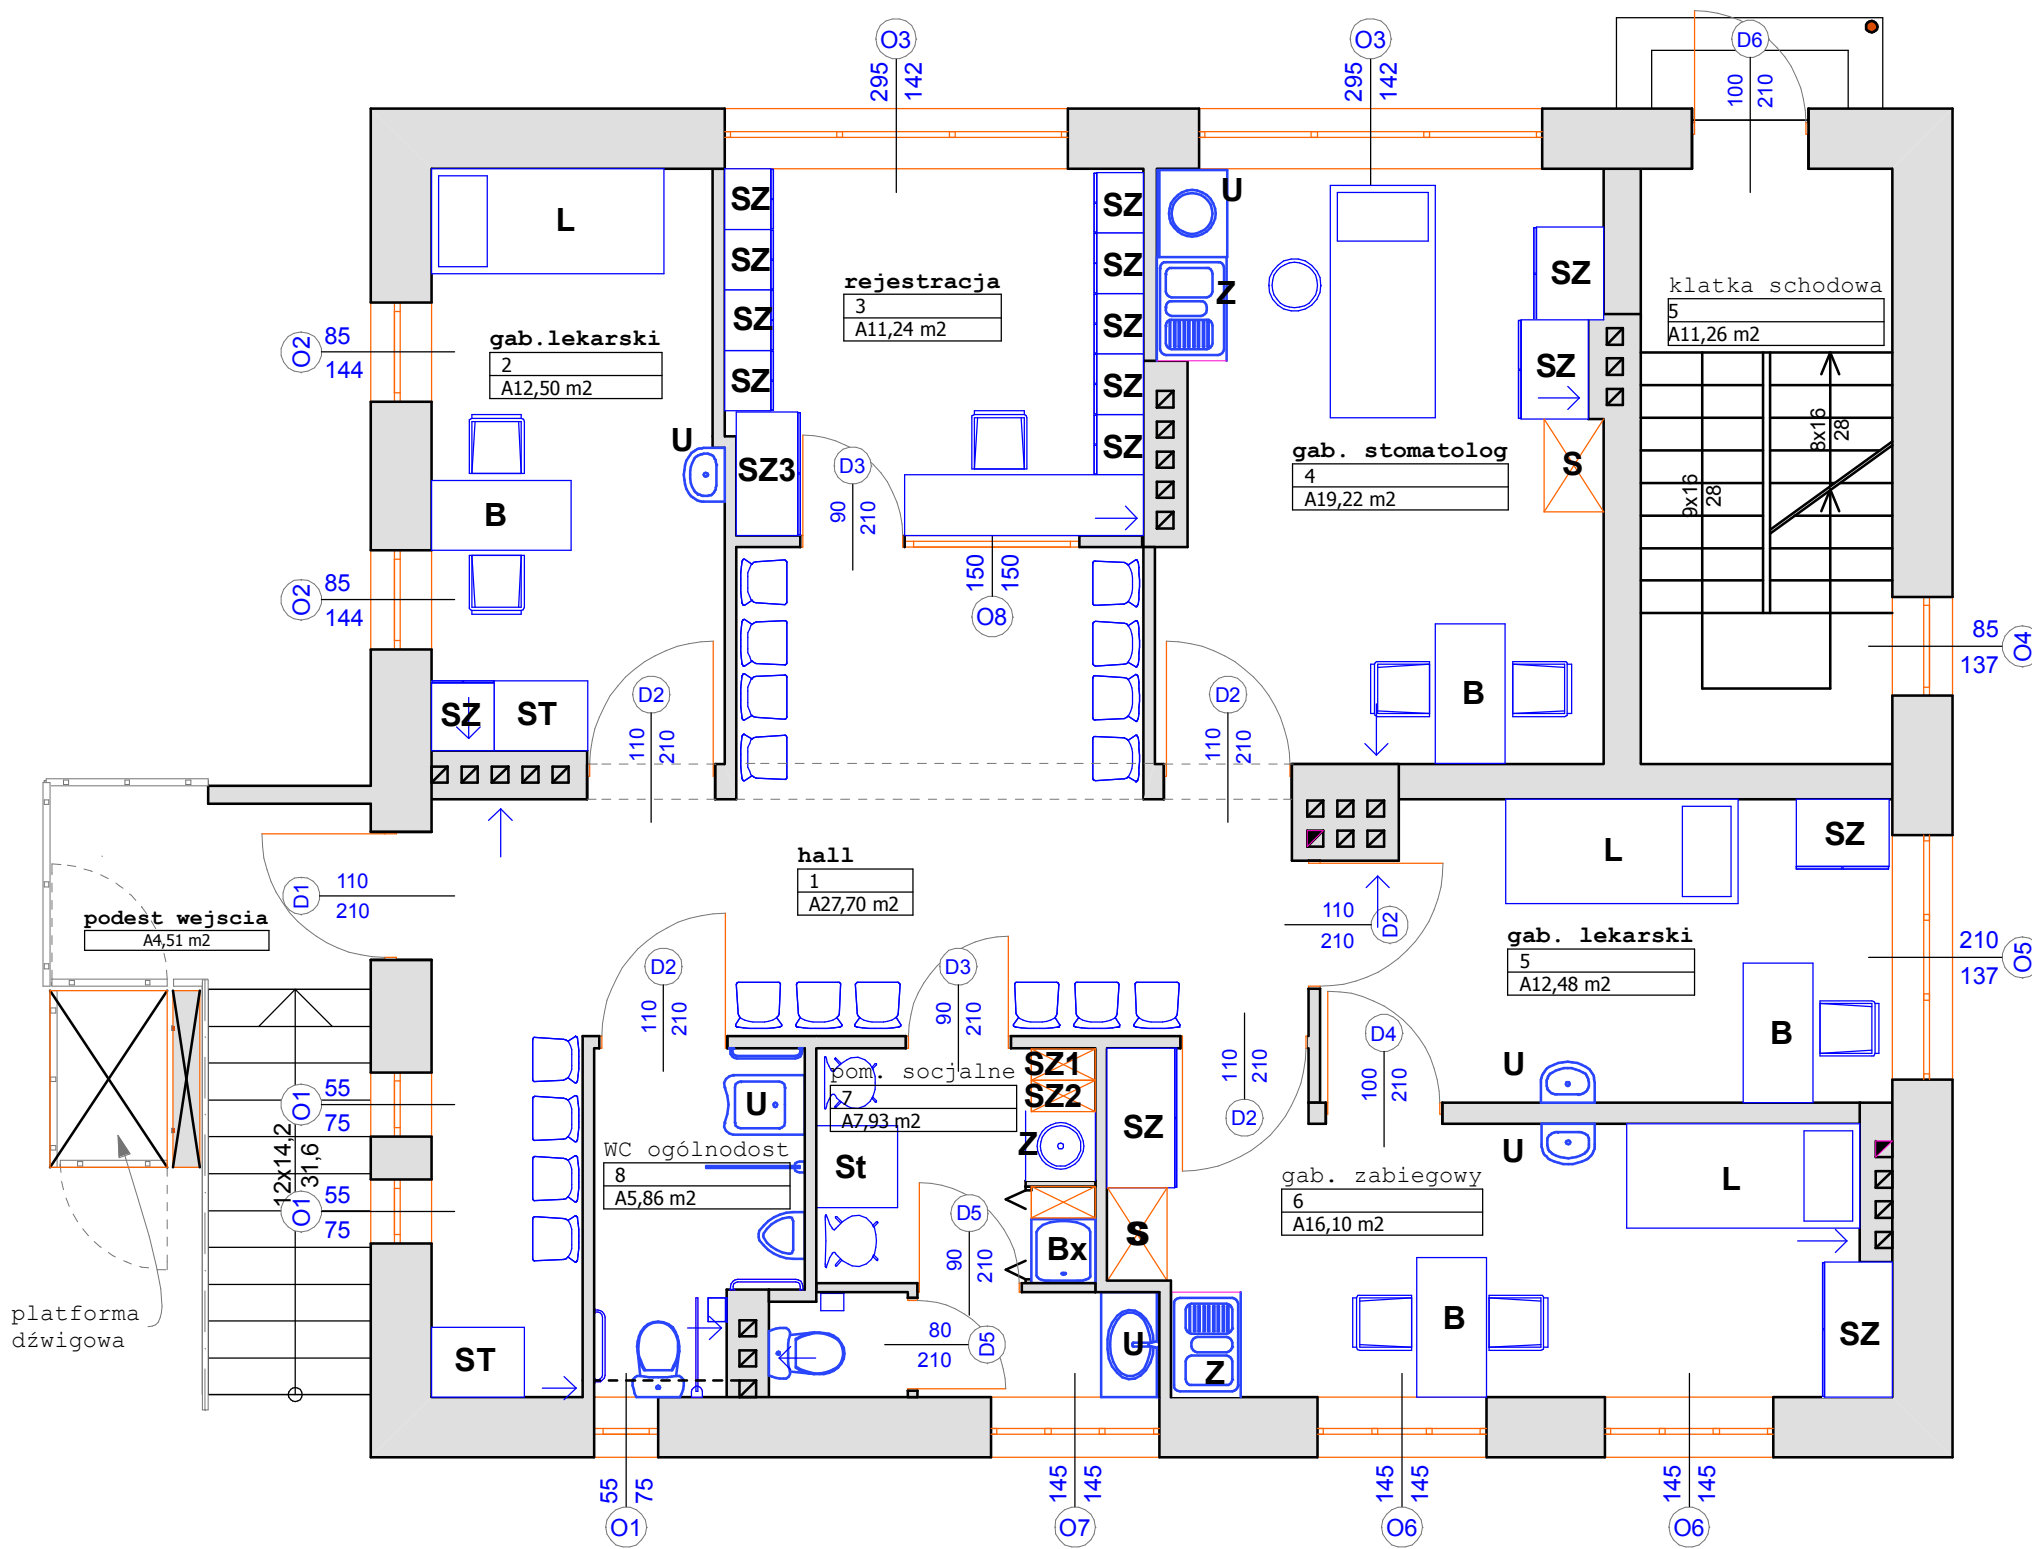 O3
295
142
O3
295
142
D6
100
210
L
SZ
SZ
SZ
SZ
SZ3
rejestracja
3
A11,24 m2
SZ
SZ
SZ
SZ
SZ
U
Z
SZ
SZ
S
klatka schodowa
5
A11,26 m2
8x16
28
9x16
28
O2
85
144
gab.lekarski
2
A12,50 m2
U
B
O2
85
144
D3
90
210
150
150
O8
gab. stomatolog
4
A19,22 m2
85
137
O4
SZ
ST
D2
110
210
D2
110
210
B
hall
1
A27,70 m2
D1
110
210
podest wejscia
A4,51 m2
110
210
D2
L
SZ
gab. lekarski
5
A12,48 m2
210
137
O5
B
U
D2
110
210
D3
90
210
D4
100
210
110
210
D2
O1
55
75
12x14,2
31,6
O1
55
75
U
pom. socjalne
7
A7,93 m2
SZ1
SZ2
Z
SZ
WC ogólnodost
8
A5,86 m2
St
U
L
gab. zabiegowy
6
A16,10 m2
D5
90
210
Bx
S
platforma
dźwigowa
ST
80
210
D5
U
Z
B
SZ
55
75
O1
145
145
O7
145
145
O6
145
145
O6